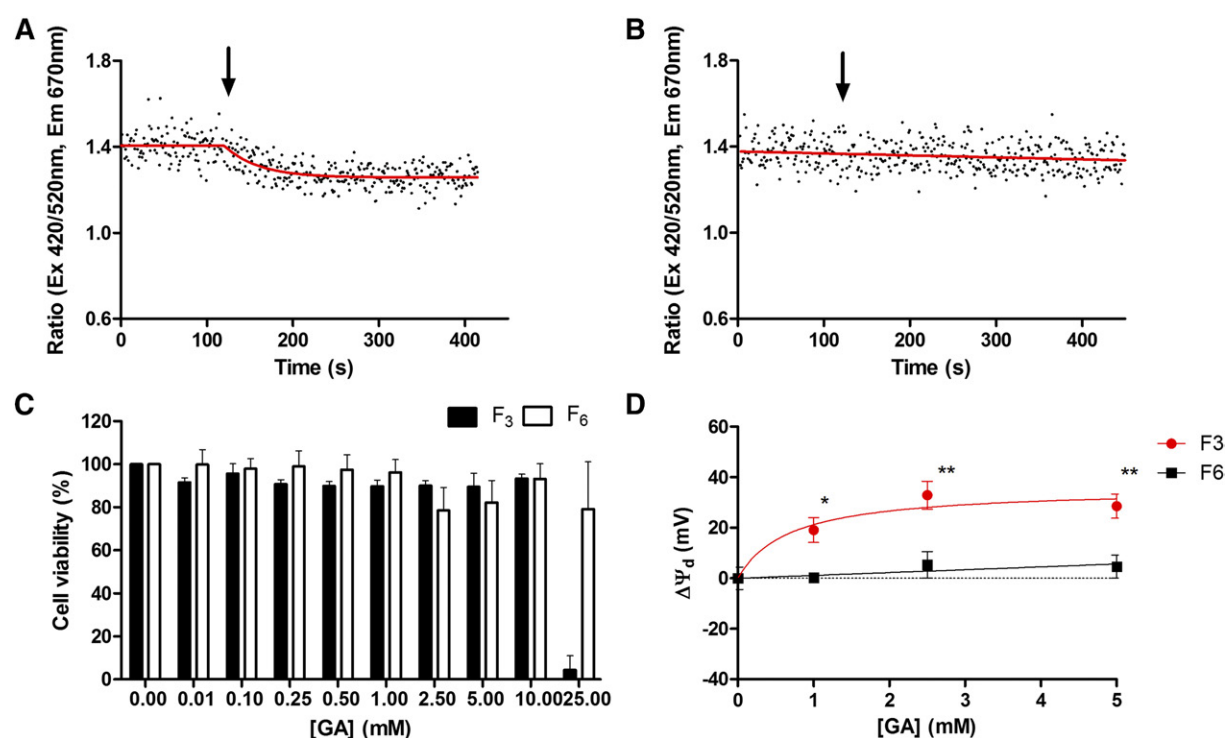 A
Ratio (Ex 420/520nm, Em 670nm)
1.8
1.4
1.0
0.6
0 100 200 300 400
Time (s)
B
Ratio (Ex 420/520nm, Em 670nm)
1.8
1.4
1.0
0.6
0 100 200 300 400
Time (s)
C
F3 F6
Cell viability (%)
120
100
80
60
40
20
0
0.00 0.01 0.10 0.25 0.50 1.00 2.50 5.00 10.00 25.00
[GA] (mM)
D
F3
F6
ΔΨd (mV)
60
40
20
0
-20
-40
* ** **
0 1 2 3 4 5
[GA] (mM)